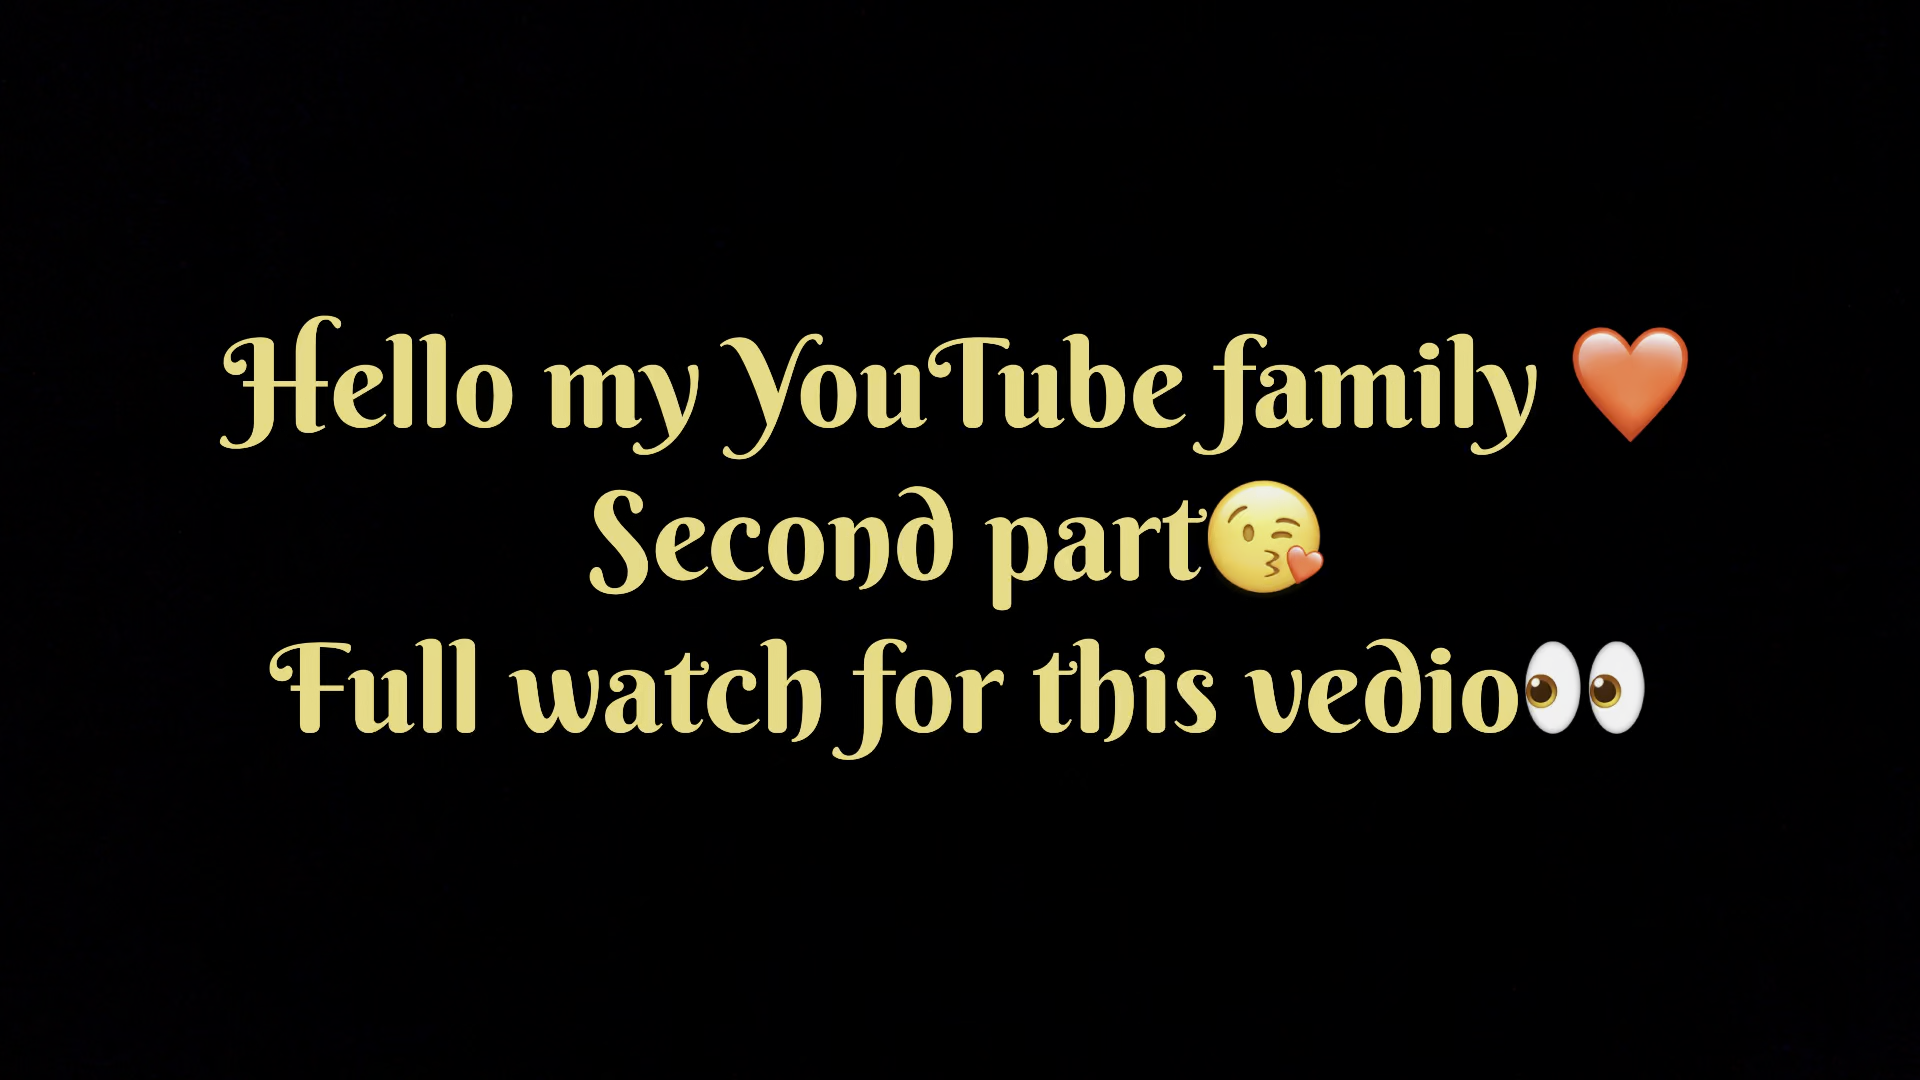 Hello my YouTube family ❤️
Second part😘
Full watch for this vedio👀